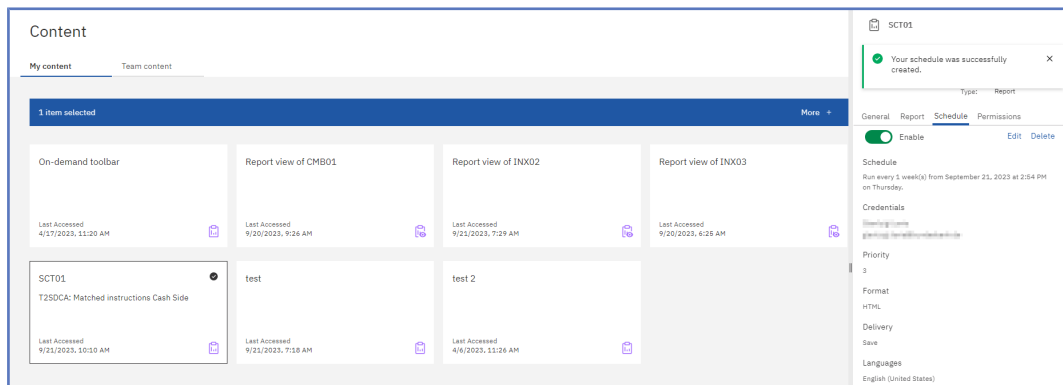 Content
My content
Team content
1 item selected
More +
On-demand toolbar
Last Accessed
4/17/2023, 11:20 AM
Report view of CMB01
Last Accessed
9/20/2023, 9:26 AM
Report view of INX02
Last Accessed
9/21/2023, 7:29 AM
Report view of INX03
Last Accessed
9/20/2023, 6:25 AM
SCT01
T2SDCA: Matched instructions Cash Side
Last Accessed
9/21/2023, 10:10 AM
test
Last Accessed
9/21/2023, 7:18 AM
test 2
Last Accessed
4/6/2023, 11:26 AM
SCT01
Your schedule was successfully
created.
Type: Report
General Report Schedule Permissions
Enable
Edit Delete
Schedule
Run every 1 week(s) from September 21, 2023 at 2:54 PM
on Thursday.
Credentials
Priority
3
Format
HTML
Delivery
Save
Languages
English (United States)